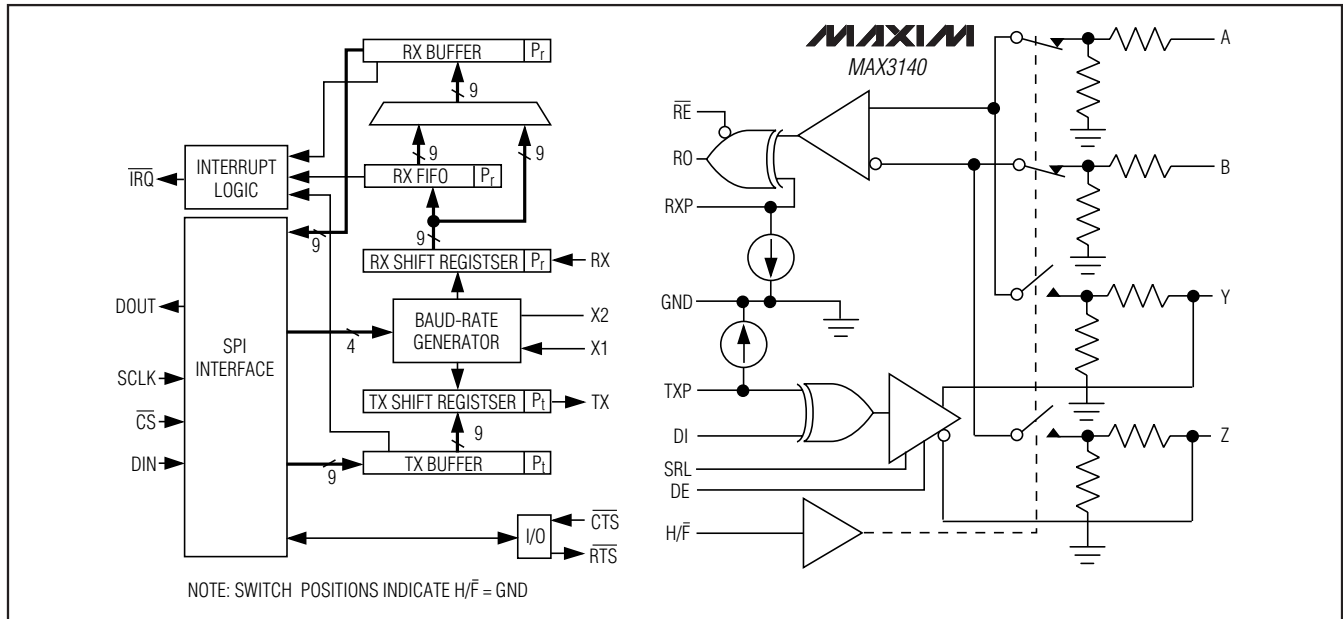 RX BUFFER
Pr
9
9
9
INTERRUPT
LOGIC
IRQ
RX FIFO
Pr
9
9
RX SHIFT REGISTSER
Pr
RX
DOUT
SPI
INTERFACE
4
BAUD-RATE
GENERATOR
X2
X1
SCLK
CS
DIN
TX SHIFT REGISTSER
Pt
TX
9
9
TX BUFFER
Pt
I/O
CTS
RTS
NOTE: SWITCH POSITIONS INDICATE H/F̅ = GND
MAXIM
MAX3140
A
R̅E̅
RO
B
RXP
GND
Y
TXP
DI
Z
SRL
DE
H/F̅